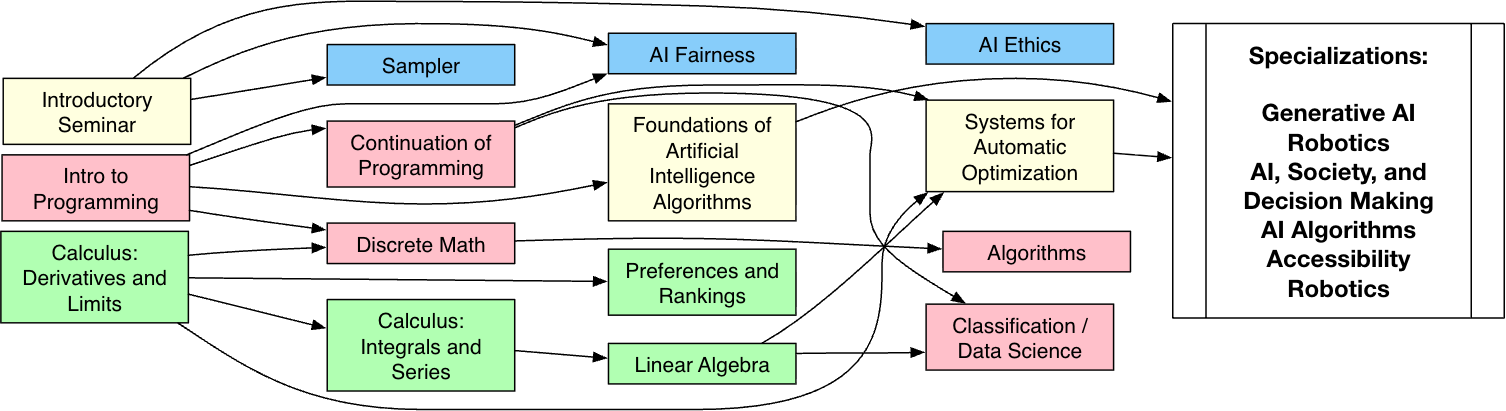 Introductory
Seminar
Intro to
Programming
Calculus:
Derivatives and
Limits
Sampler
Continuation of
Programming
Discrete Math
Calculus:
Integrals and
Series
AI Fairness
Foundations of
Artificial
Intelligence
Algorithms
Preferences and
Rankings
Linear Algebra
AI Ethics
Systems for
Automatic
Optimization
Algorithms
Classification /
Data Science
Specializations:
Generative AI
Robotics
AI, Society, and
Decision Making
AI Algorithms
Accessibility
Robotics